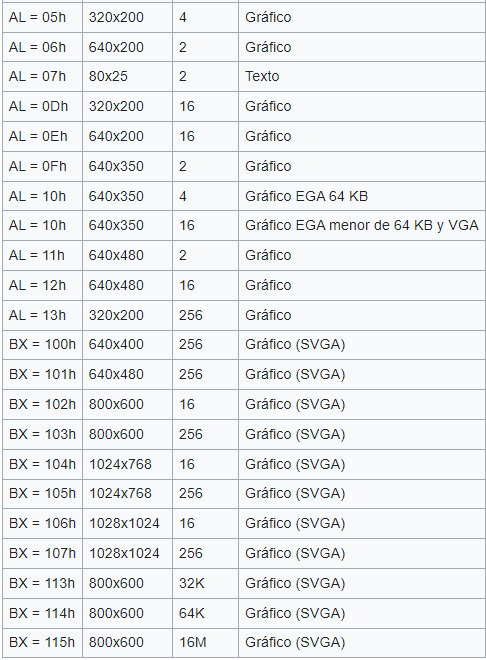 AL = 05h 320x200 4 Gráfico
AL = 06h 640x200 2 Gráfico
AL = 07h 80x25 2 Texto
AL = 0Dh 320x200 16 Gráfico
AL = 0Eh 640x200 16 Gráfico
AL = 0Fh 640x350 2 Gráfico
AL = 10h 640x350 4 Gráfico EGA 64 KB
AL = 10h 640x350 16 Gráfico EGA menor de 64 KB y VGA
AL = 11h 640x480 2 Gráfico
AL = 12h 640x480 16 Gráfico
AL = 13h 320x200 256 Gráfico
BX = 100h 640x400 256 Gráfico (SVGA)
BX = 101h 640x480 256 Gráfico (SVGA)
BX = 102h 800x600 16 Gráfico (SVGA)
BX = 103h 800x600 256 Gráfico (SVGA)
BX = 104h 1024x768 16 Gráfico (SVGA)
BX = 105h 1024x768 256 Gráfico (SVGA)
BX = 106h 1028x1024 16 Gráfico (SVGA)
BX = 107h 1028x1024 256 Gráfico (SVGA)
BX = 113h 800x600 32K Gráfico (SVGA)
BX = 114h 800x600 64K Gráfico (SVGA)
BX = 115h 800x600 16M Gráfico (SVGA)